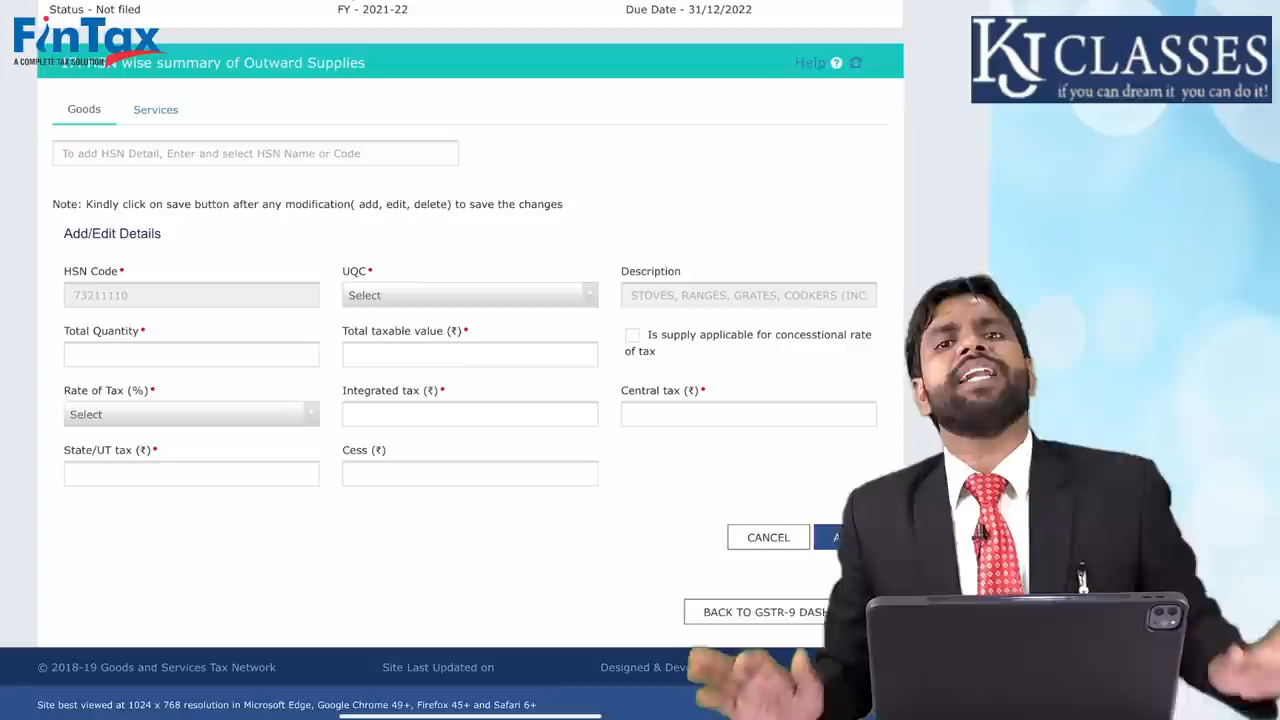 Status - Not filed
FY - 2021-22
Due Date - 31/12/2022
FinTax
A COMPLETE TAX SOLUTION
wise summary of Outward Supplies
Help
KJ CLASSES
if you can dream it you can do it!
Goods
Services
To add HSN Detail, Enter and select HSN Name or Code
Note: Kindly click on save button after any modification( add, edit, delete) to save the changes
Add/Edit Details
HSN Code•
UQC•
Description
73211110
Select
STOVES, RANGES, GRATES, COOKERS (INC
Total Quantity•
Total taxable value (₹)•
Is supply applicable for concesstional rate
of tax
Rate of Tax (%)•
Integrated tax (₹)•
Central tax (₹)•
Select
State/UT tax (₹)•
Cess (₹)
CANCEL
BACK TO GSTR-9 DASH
© 2018-19 Goods and Services Tax Network
Site Last Updated on
Designed & Deve
Site best viewed at 1024 x 768 resolution in Microsoft Edge, Google Chrome 49+, Firefox 45+ and Safari 6+